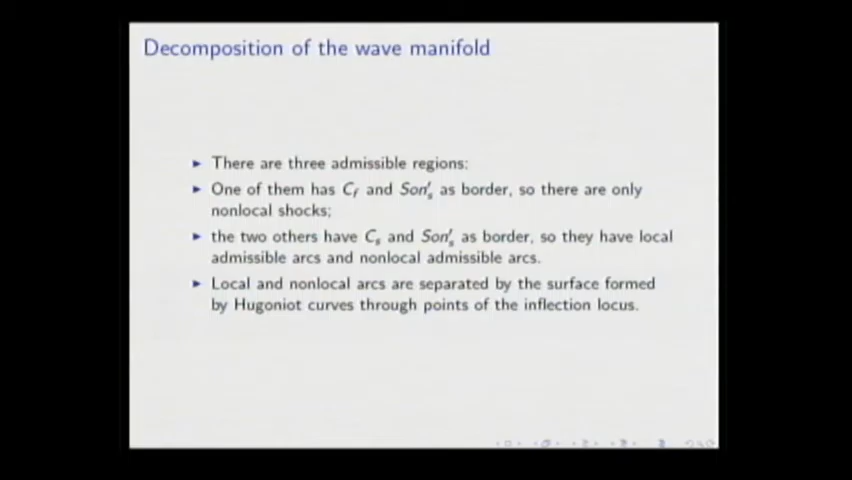 Decomposition of the wave manifold
► There are three admissible regions:
► One of them has C_f and Son'_s as border, so there are only
nonlocal shocks;
► the two others have C_s and Son'_s as border, so they have local
admissible arcs and nonlocal admissible arcs.
► Local and nonlocal arcs are separated by the surface formed
by Hugoniot curves through points of the inflection locus.